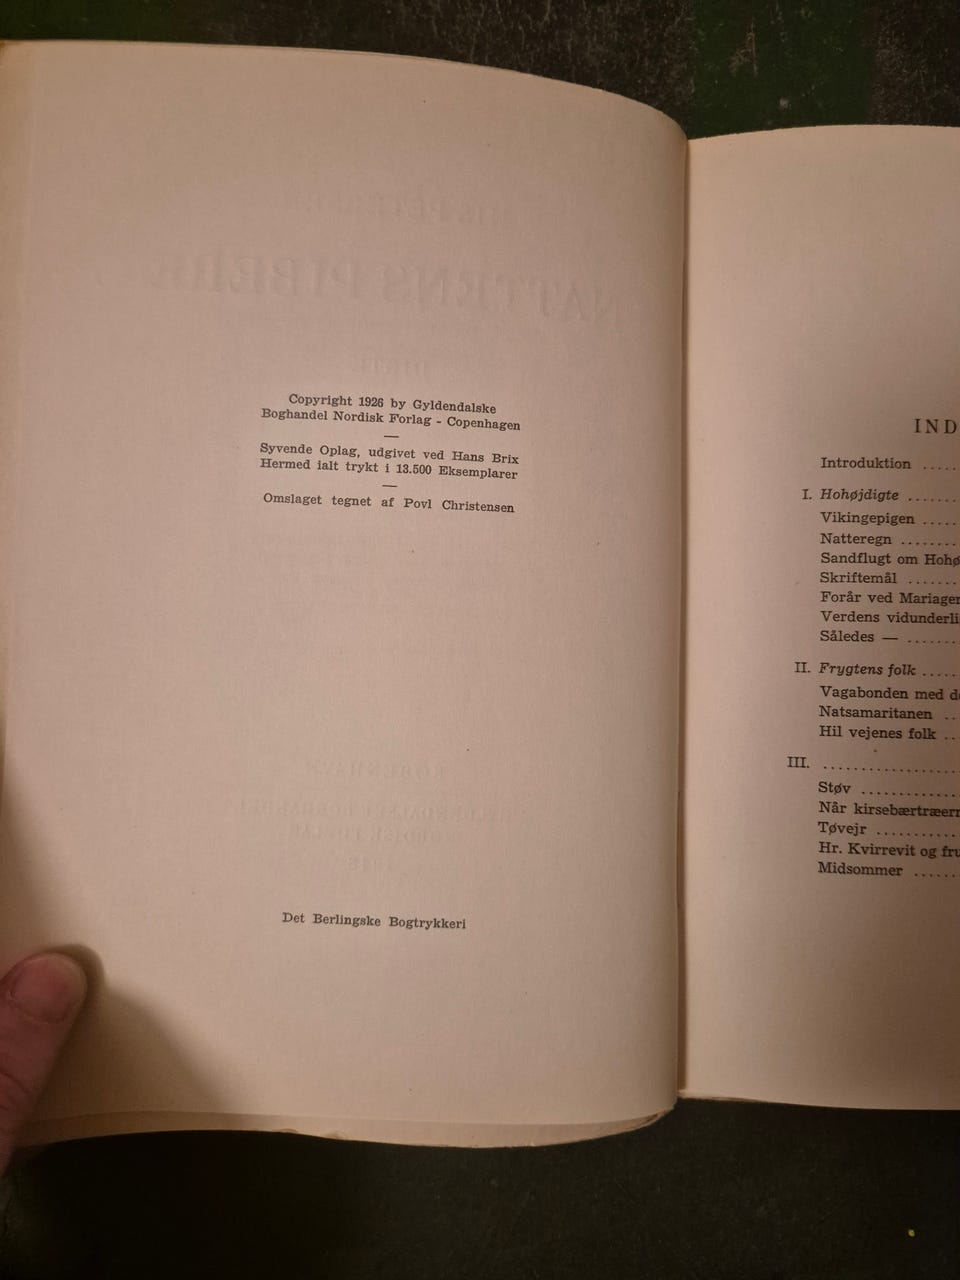 Copyright 1926 by Gyldendalske
Boghandel Nordisk Forlag - Copenhagen
—
Syvende Oplag, udgivet ved Hans Brix
Hermed ialt trykt i 13.500 Eksemplarer
—
Omslaget tegnet af Povl Christensen
Det Berlingske Bogtrykkeri
IND
Introduktion .....
I. Hohøjdigte .......
Vikingepigen .....
Natteregn ........
Sandflugt om Hohø
Skriftemål .......
Forår ved Mariager
Verdens vidunderli
Således — .......
II. Frygtens folk .....
Vagabonden med d
Natsamaritanen ..
Hil vejenes folk ..
III. ..................
Støv .............
Når kirsebærtræer
Tøvejr ...........
Hr. Kvirrevit og fru
Midsommer ......